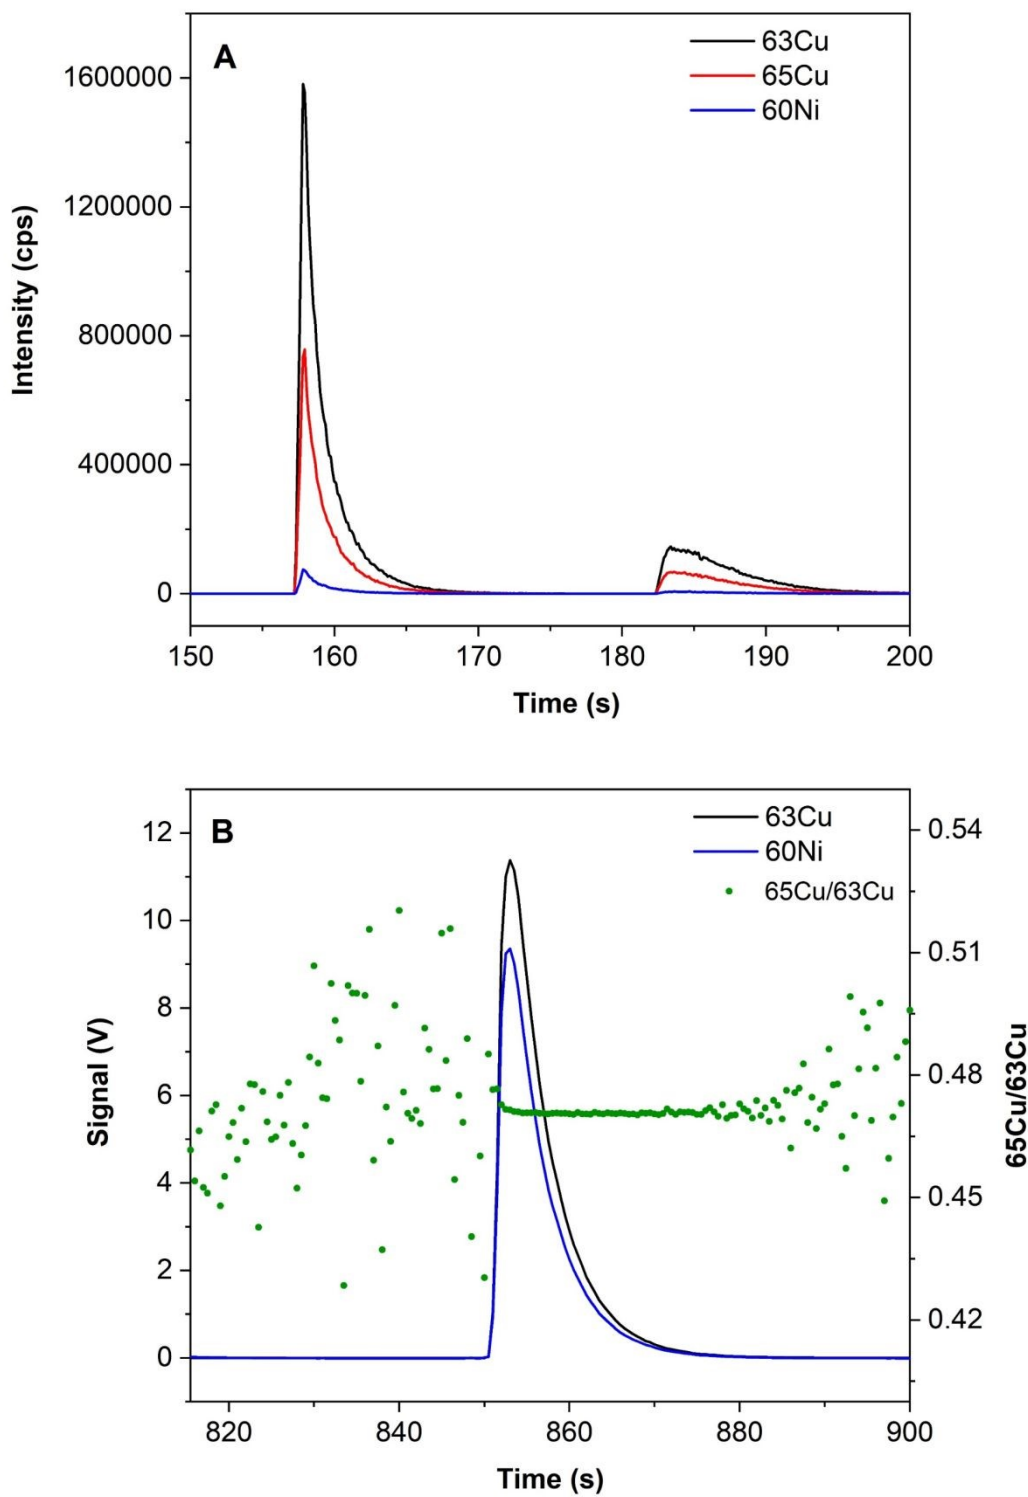 A
63Cu
65Cu
60Ni
1600000
1200000
800000
400000
0
Intensity (cps)
150 160 170 180 190 200
Time (s)
B
63Cu
60Ni
65Cu/63Cu
12
10
8
6
4
2
0
Signal (V)
0.54
0.51
0.48
0.45
0.42
65Cu/63Cu
820 840 860 880 900
Time (s)